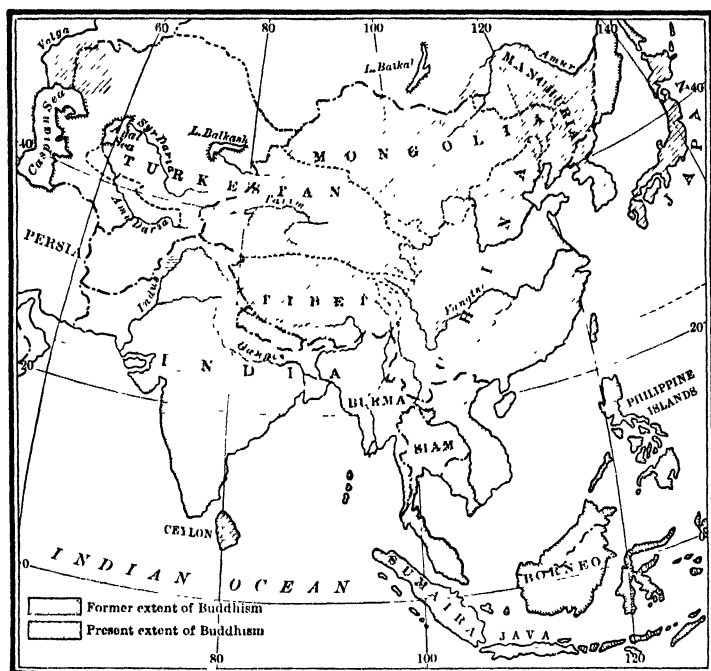 60
80
100
120
140
Volga
L. Baikal
Amur
MANCHURIA
40
Caspian Sea
Aral Sea
Syr Daria
L. Balkash
MONGOLIA
JAPAN
40
TURKESTAN
Tarim
Amu Daria
PERSIA
CHINA
Indus
TIBET
Yangtsi
20
Ganges
20
INDIA
BURMA
PHILIPPINE
ISLANDS
SIAM
CEYLON
0
INDIAN OCEAN
SUMATRA
BORNEO
Former extent of Buddhism
Present extent of Buddhism
JAVA
80
100
120